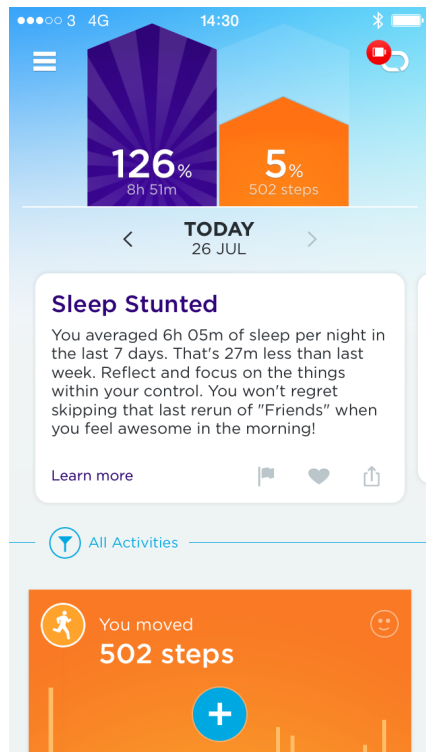 3 4G 14:30
126% 5%
8h 51m 502 steps
TODAY
26 JUL
Sleep Stunted
You averaged 6h 05m of sleep per night in
the last 7 days. That's 27m less than last
week. Reflect and focus on the things
within your control. You won't regret
skipping that last rerun of "Friends" when
you feel awesome in the morning!
Learn more
All Activities
You moved
502 steps